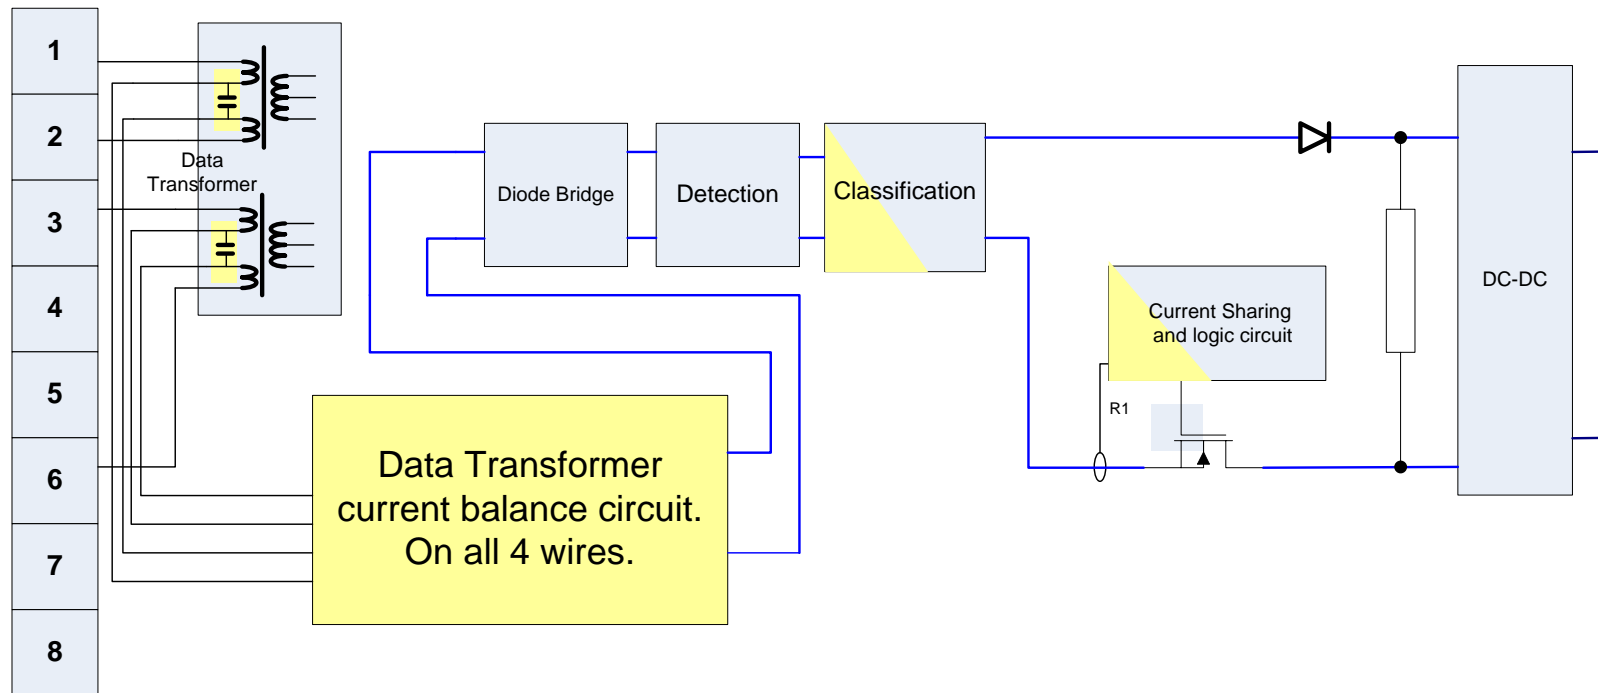 1
2
3
4
5
6
7
8
Data
Transformer
Diode Bridge
Detection
Classification
Current Sharing
and logic circuit
R1
DC-DC
Data Transformer
current balance circuit.
On all 4 wires.